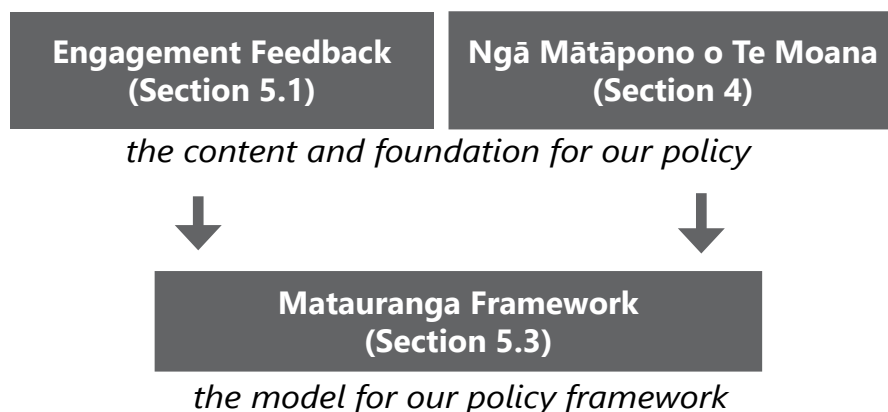 Engagement Feedback
(Section 5.1)
Ngā Mātāpono o Te Moana
(Section 4)
the content and foundation for our policy
Matauranga Framework
(Section 5.3)
the model for our policy framework